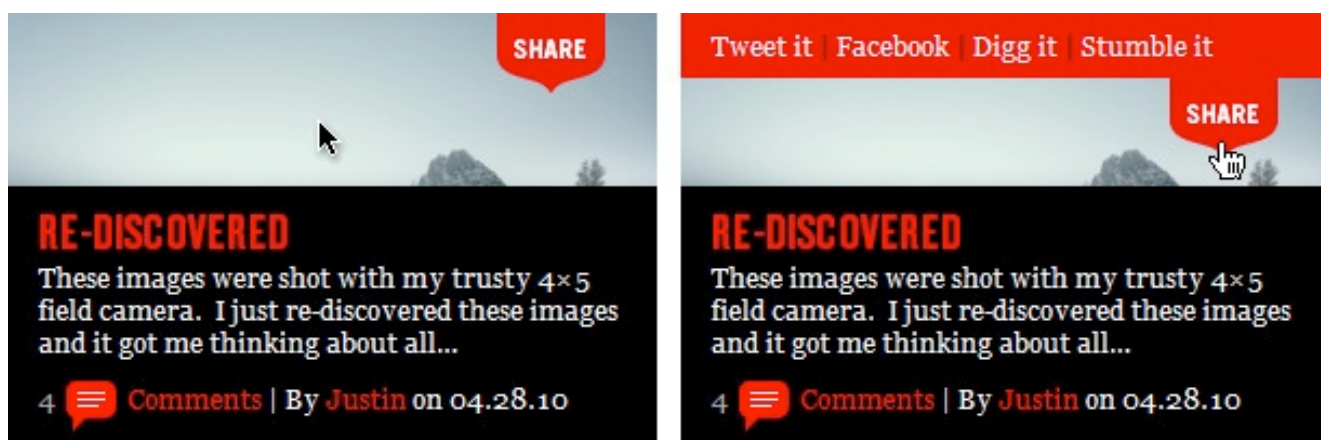 SHARE
RE-DISCOVERED
These images were shot with my trusty 4×5
field camera.  I just re-discovered these images
and it got me thinking about all...
4 Comments | By Justin on 04.28.10
Tweet it | Facebook | Digg it | Stumble it
SHARE
RE-DISCOVERED
These images were shot with my trusty 4×5
field camera.  I just re-discovered these images
and it got me thinking about all...
4 Comments | By Justin on 04.28.10